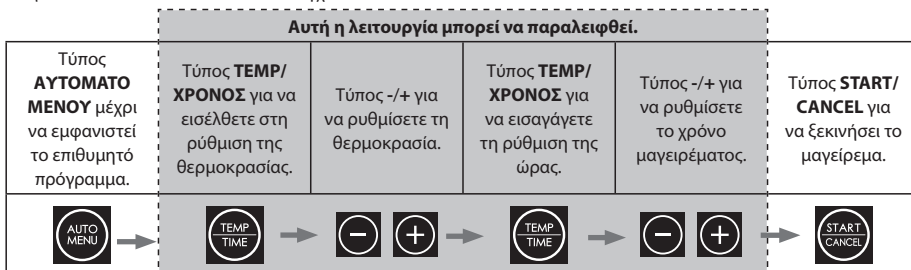 Αυτή η λειτουργία μπορεί να παραλειφθεί.
Τύπος
ΑΥΤΟΜΑΤΟ
ΜΕΝΟΥ μέχρι
να εμφανιστεί
το επιθυμητό
πρόγραμμα.
Τύπος TEMP/
ΧΡΟΝΟΣ για να
εισέλθετε στη
ρύθμιση της
θερμοκρασίας.
Τύπος -/+ για
να ρυθμίσετε τη
θερμοκρασία.
Τύπος TEMP/
ΧΡΟΝΟΣ για
να εισαγάγετε
τη ρύθμιση της
ώρας.
Τύπος -/+ για
να ρυθμίσετε
το χρόνο
μαγειρέματος.
Τύπος START/
CANCEL για
να ξεκινήσει το
μαγείρεμα.
AUTO
MENU
TEMP
TIME
- +
TEMP
TIME
- +
START
CANCEL